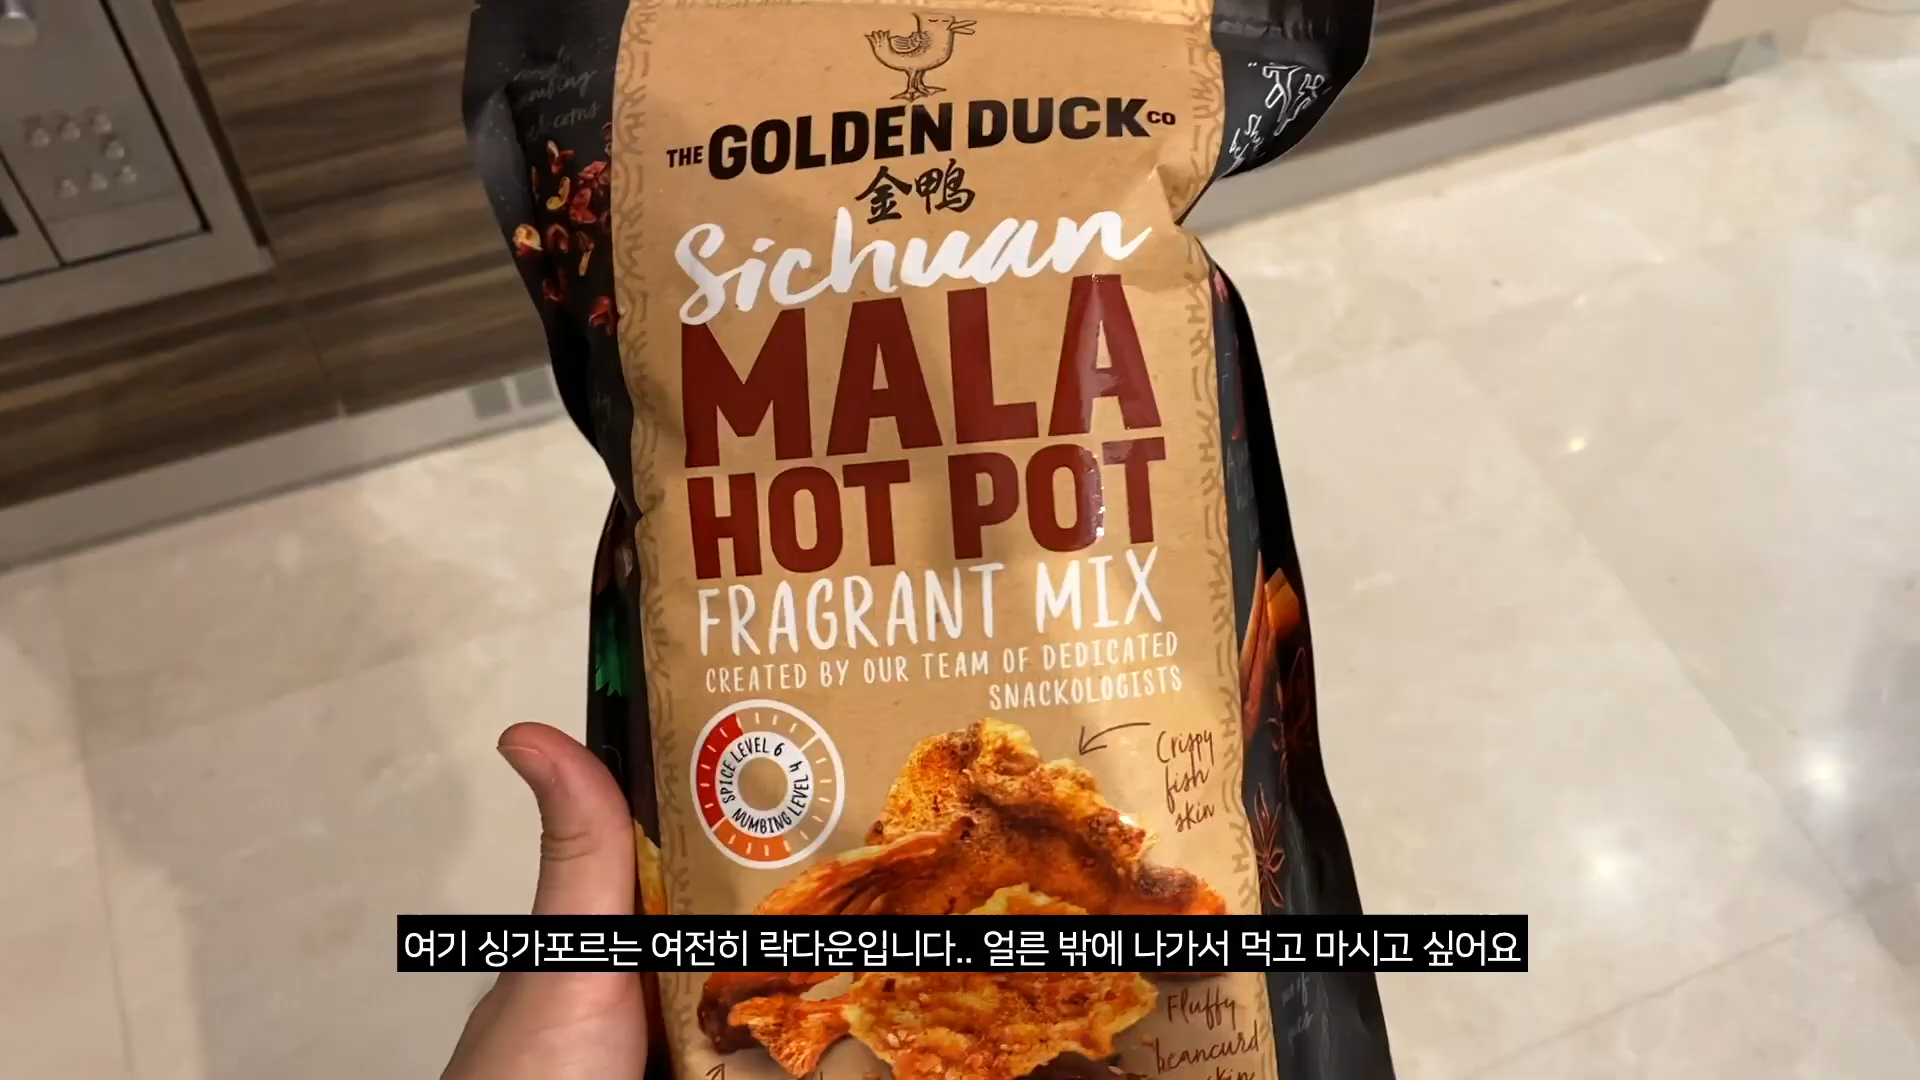 THE GOLDEN DUCK CO
金鴨
Sichuan
MALA
HOT POT
FRAGRANT MIX
CREATED BY OUR TEAM OF DEDICATED
SNACKOLOGISTS
SPICE LEVEL 6
NUMBING LEVEL 4
Crispy
fish
skin
여기 싱가포르는 여전히 락다운입니다.. 얼른 밖에 나가서 먹고 마시고 싶어요
Fluffy
beancurd
skin